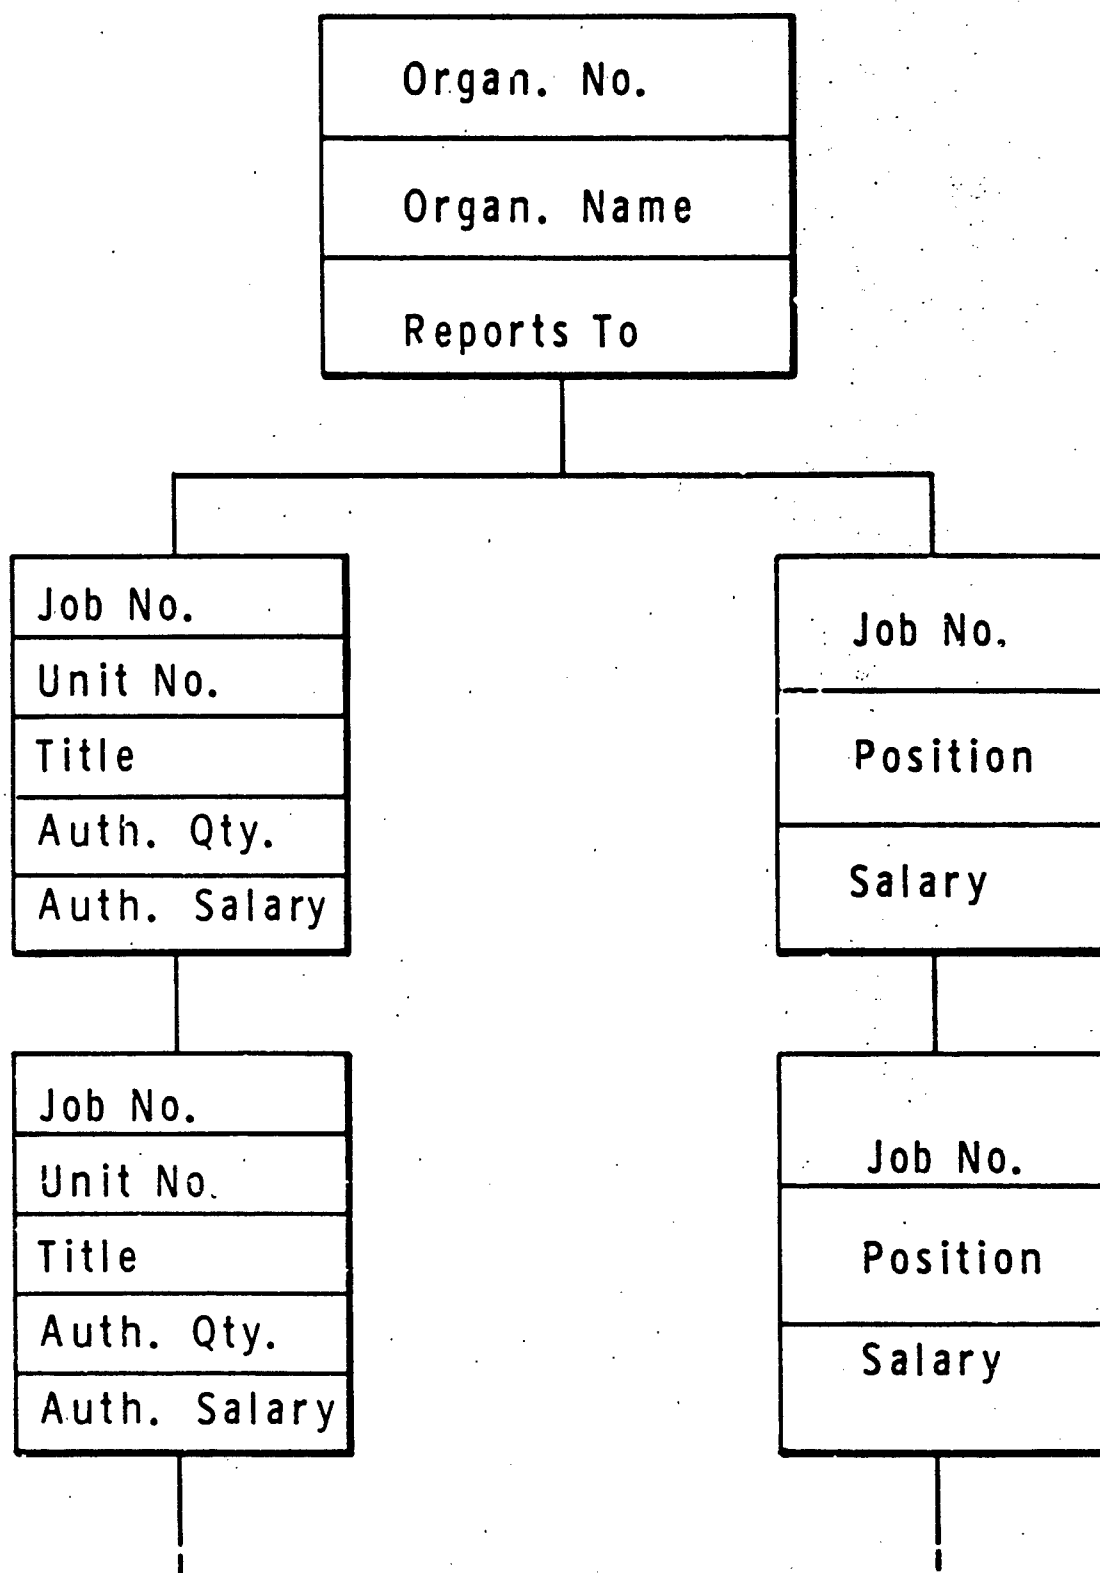 Organ. No.
Organ. Name
Reports To
Job No.
Unit No.
Title
Auth. Qty.
Auth. Salary
Job No.
Position
Salary
Job No.
Unit No.
Title
Auth. Qty.
Auth. Salary
Job No.
Position
Salary